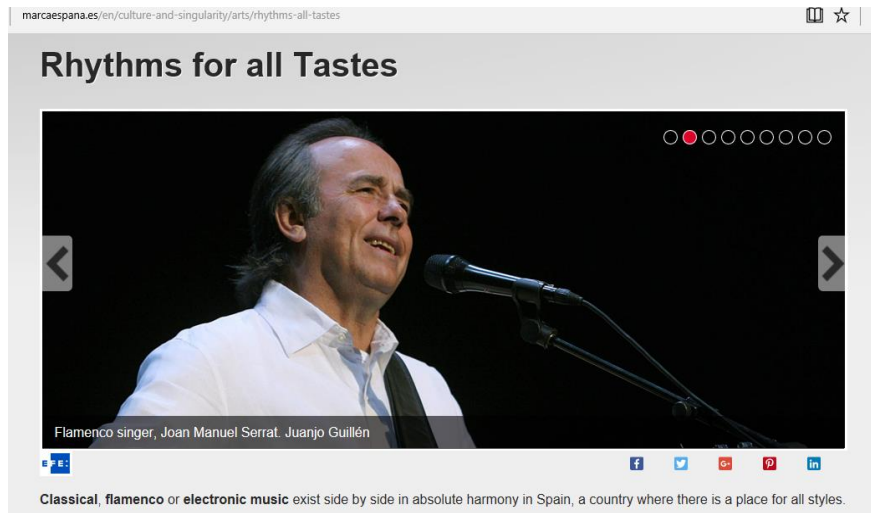 marcaespana.es/en/culture-and-singularity/arts/rhythms-all-tastes
Rhythms for all Tastes
Flamenco singer, Joan Manuel Serrat. Juanjo Guillén
EFE:
Classical, flamenco or electronic music exist side by side in absolute harmony in Spain, a country where there is a place for all styles.